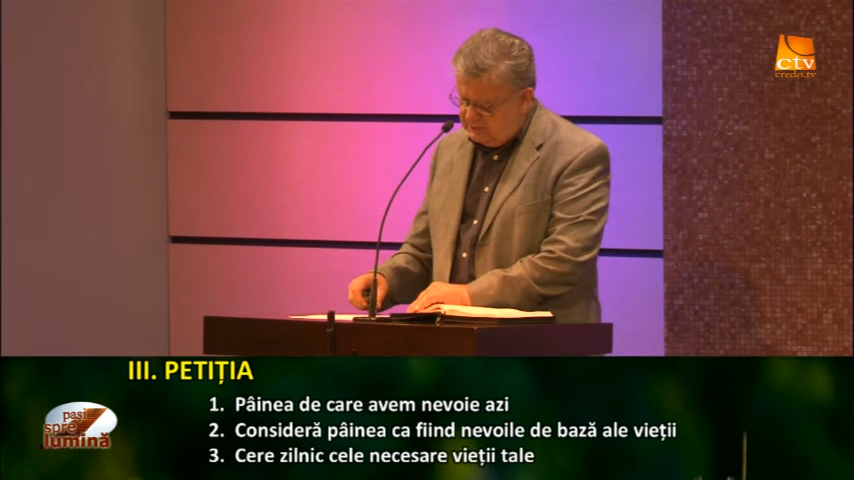 ctv
credo.tv
III. PETIȚIA
1. Pâinea de care avem nevoie azi
2. Consideră pâinea ca fiind nevoile de bază ale vieții
3. Cere zilnic cele necesare vieții tale
pași
spre
lumină